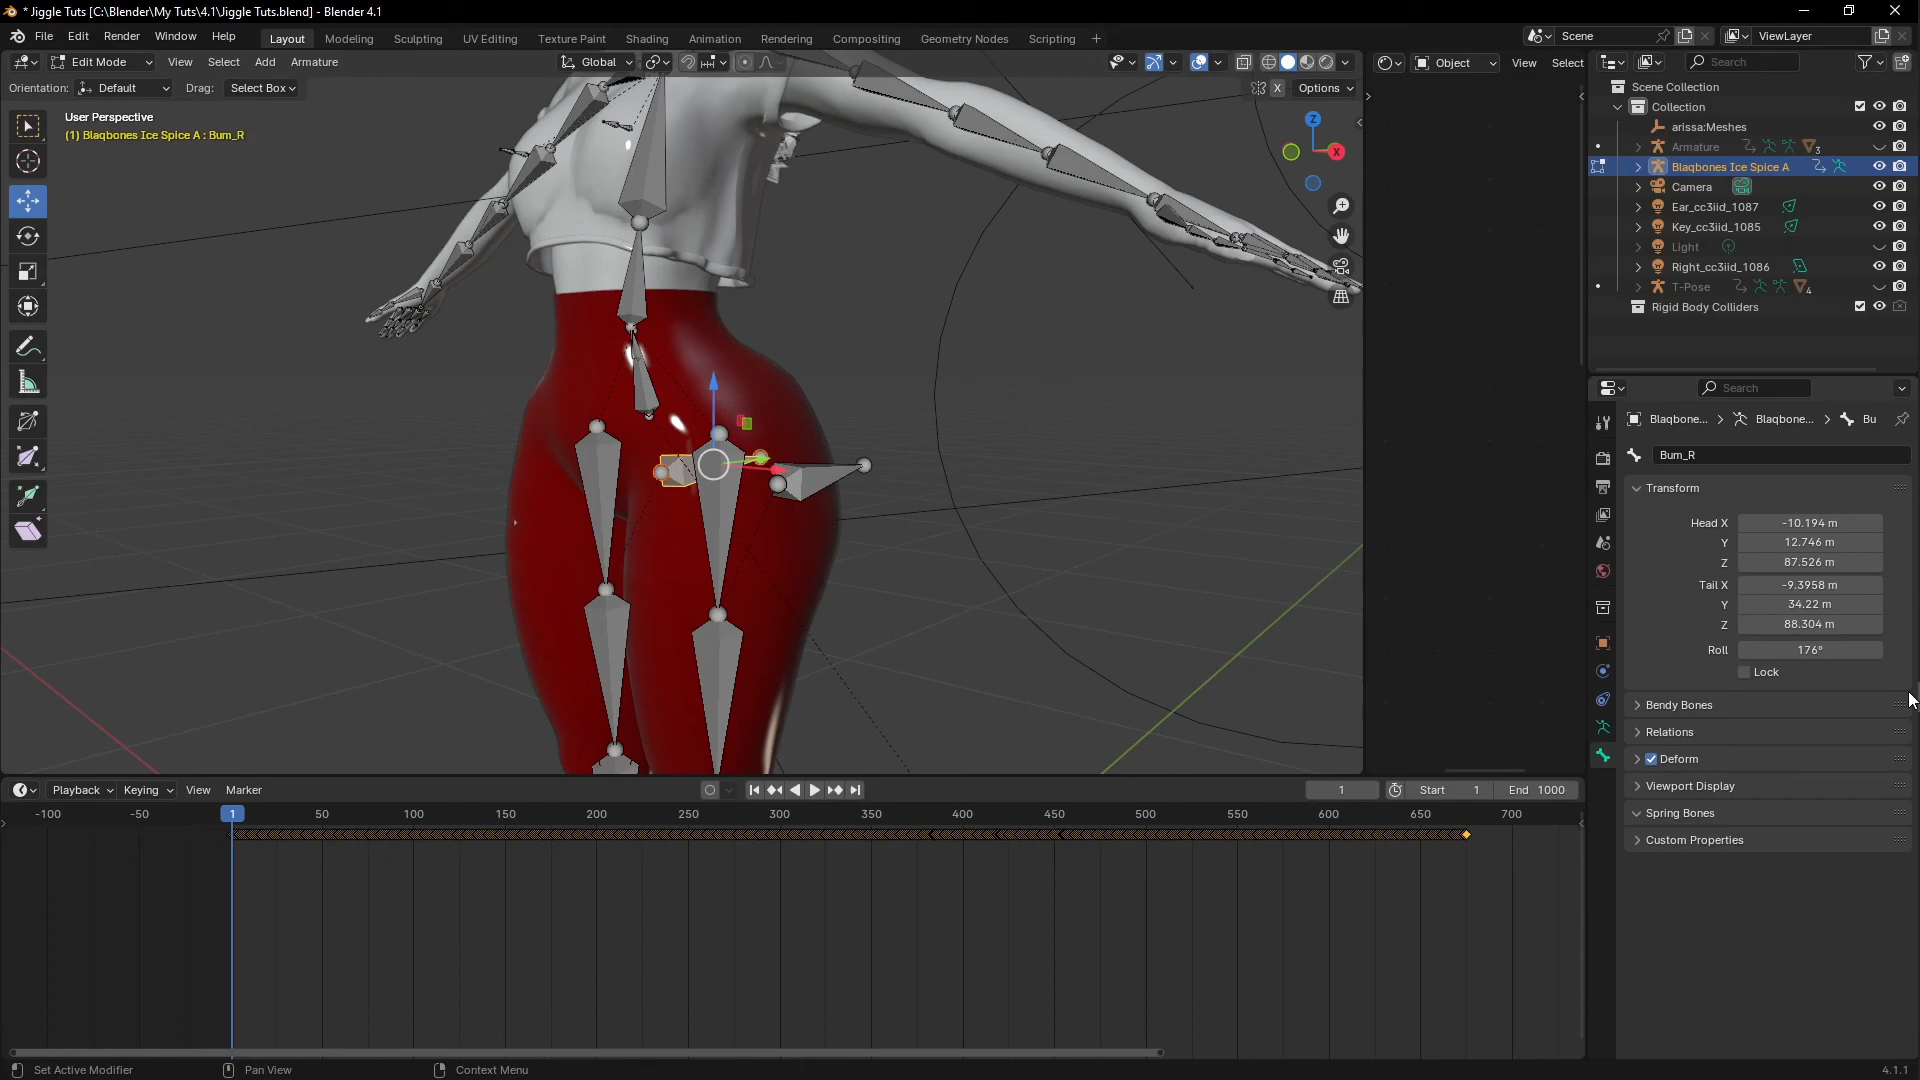 * Jiggle Tuts [C:\Blender\My Tuts\4.1\Jiggle Tuts.blend] - Blender 4.1
File Edit Render Window Help Layout Modeling Sculpting UV Editing Texture Paint Shading Animation Rendering Compositing Geometry Nodes Scripting + Scene ViewLayer
Edit Mode View Select Add Armature Global Object View Select Search
Orientation: Default Drag: Select Box X Options
User Perspective
(1) Blaqbones Ice Spice A : Bum_R
Z
X
Scene Collection
Collection
arissa:Meshes
Armature 3
Blaqbones Ice Spice A
Camera
Ear_cc3iid_1087
Key_cc3iid_1085
Light
Right_cc3iid_1086
T-Pose 4
Rigid Body Colliders
Search
Blaqbone... > Blaqbone... > Bu
Bum_R
Transform
Head X -10.194 m
Y 12.746 m
Z 87.526 m
Tail X -9.3958 m
Y 34.22 m
Z 88.304 m
Roll 176°
Lock
Bendy Bones
Relations
Deform
Viewport Display
Spring Bones
Custom Properties
Playback Keying View Marker 1 Start 1 End 1000
-100 -50 1 50 100 150 200 250 300 350 400 450 500 550 600 650 700
Set Active Modifier Pan View Context Menu 4.1.1